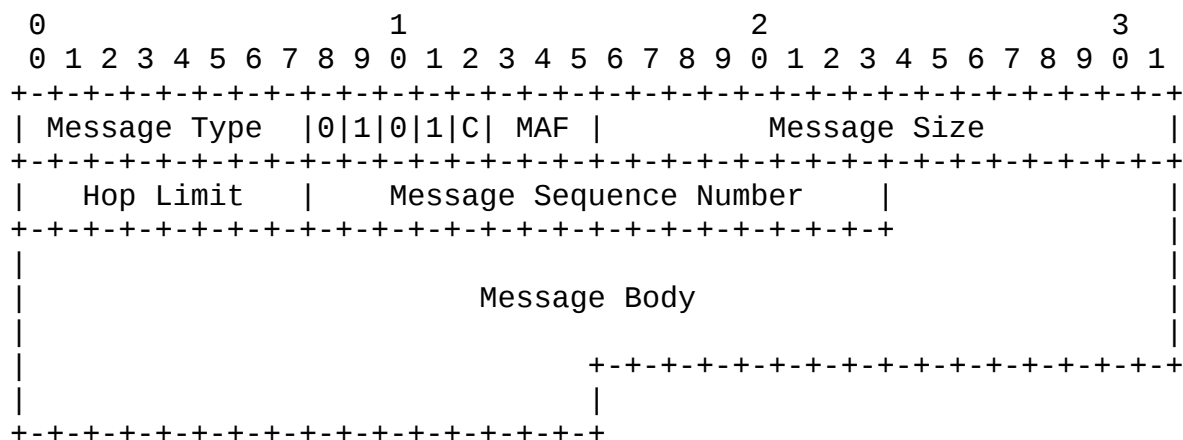 0                   1                   2                   3
0 1 2 3 4 5 6 7 8 9 0 1 2 3 4 5 6 7 8 9 0 1 2 3 4 5 6 7 8 9 0 1
+-+-+-+-+-+-+-+-+-+-+-+-+-+-+-+-+-+-+-+-+-+-+-+-+-+-+-+-+-+-+-+-+
| Message Type  |0|1|0|1|C| MAF |         Message Size          |
+-+-+-+-+-+-+-+-+-+-+-+-+-+-+-+-+-+-+-+-+-+-+-+-+-+-+-+-+-+-+-+-+
|   Hop Limit   |    Message Sequence Number    |               |
+-+-+-+-+-+-+-+-+-+-+-+-+-+-+-+-+-+-+-+-+-+-+-+-+               |
|                                                               |
|                         Message Body                          |
|                                                               |
|                               +-+-+-+-+-+-+-+-+-+-+-+-+-+-+-+-+
|                               |
+-+-+-+-+-+-+-+-+-+-+-+-+-+-+-+-+